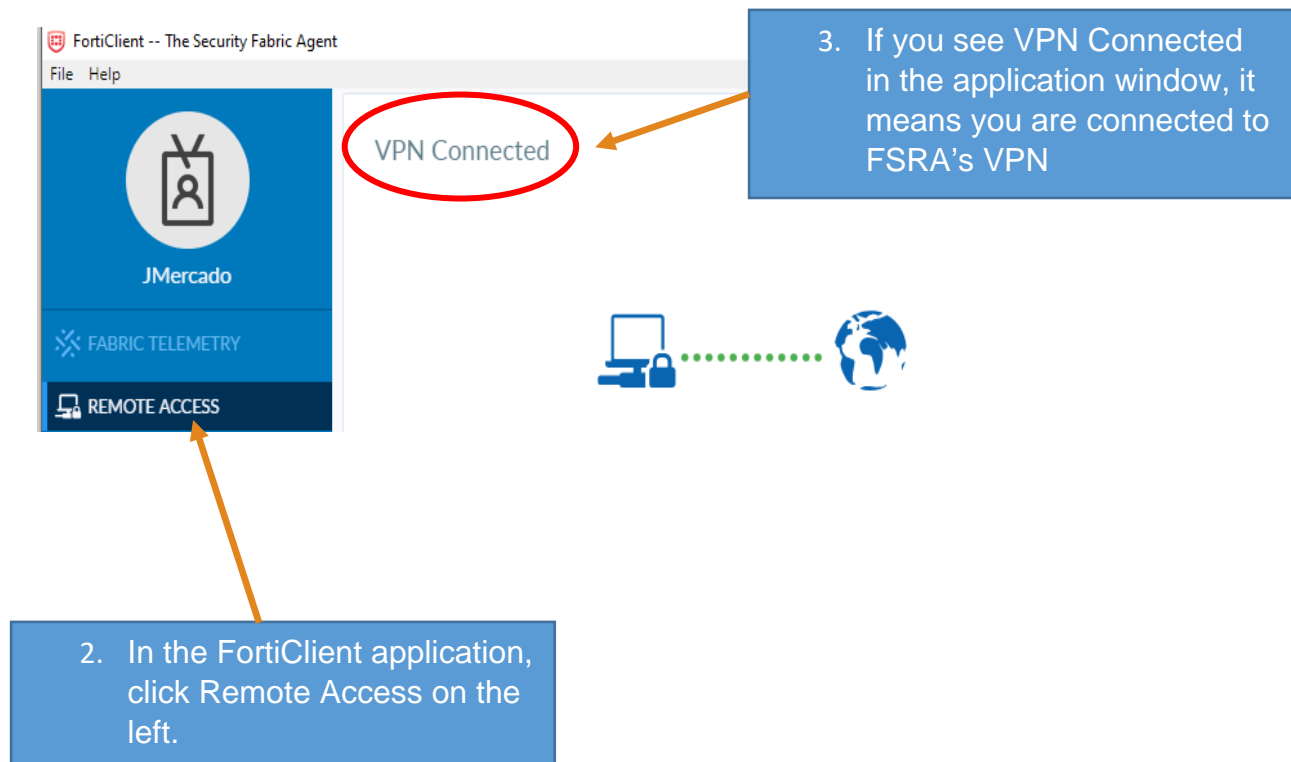 FortiClient -- The Security Fabric Agent
File Help
JMercado
FABRIC TELEMETRY
REMOTE ACCESS
VPN Connected
3. If you see VPN Connected
in the application window, it
means you are connected to
FSRA's VPN
2. In the FortiClient application,
click Remote Access on the
left.